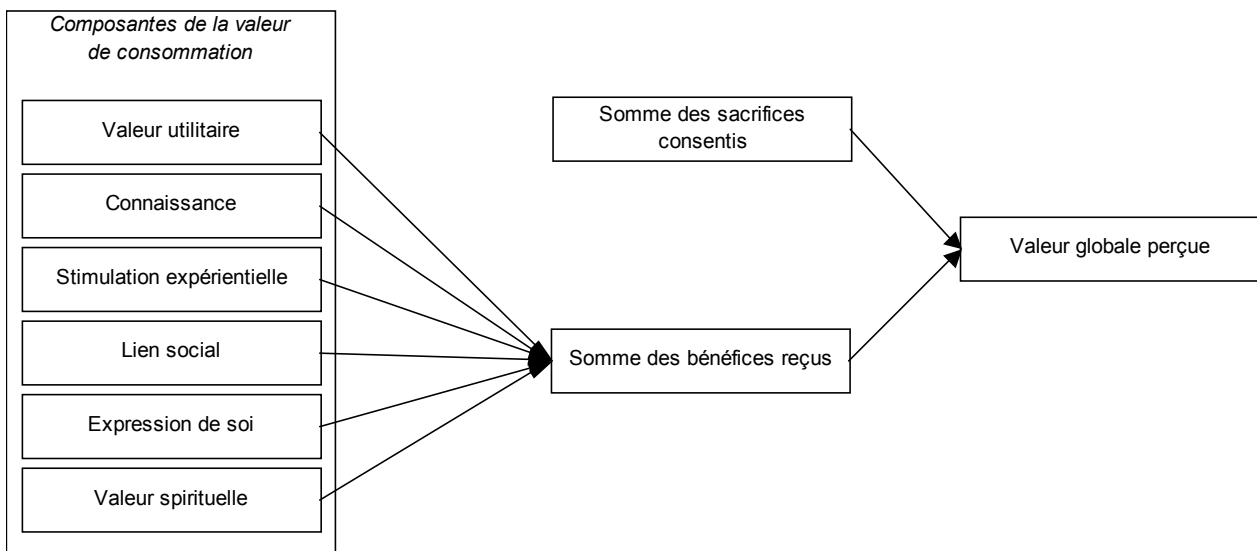 Composantes de la valeur
de consommation
Valeur utilitaire
Connaissance
Stimulation expérientielle
Lien social
Expression de soi
Valeur spirituelle
Somme des sacrifices
consentis
Somme des bénéfices reçus
Valeur globale perçue